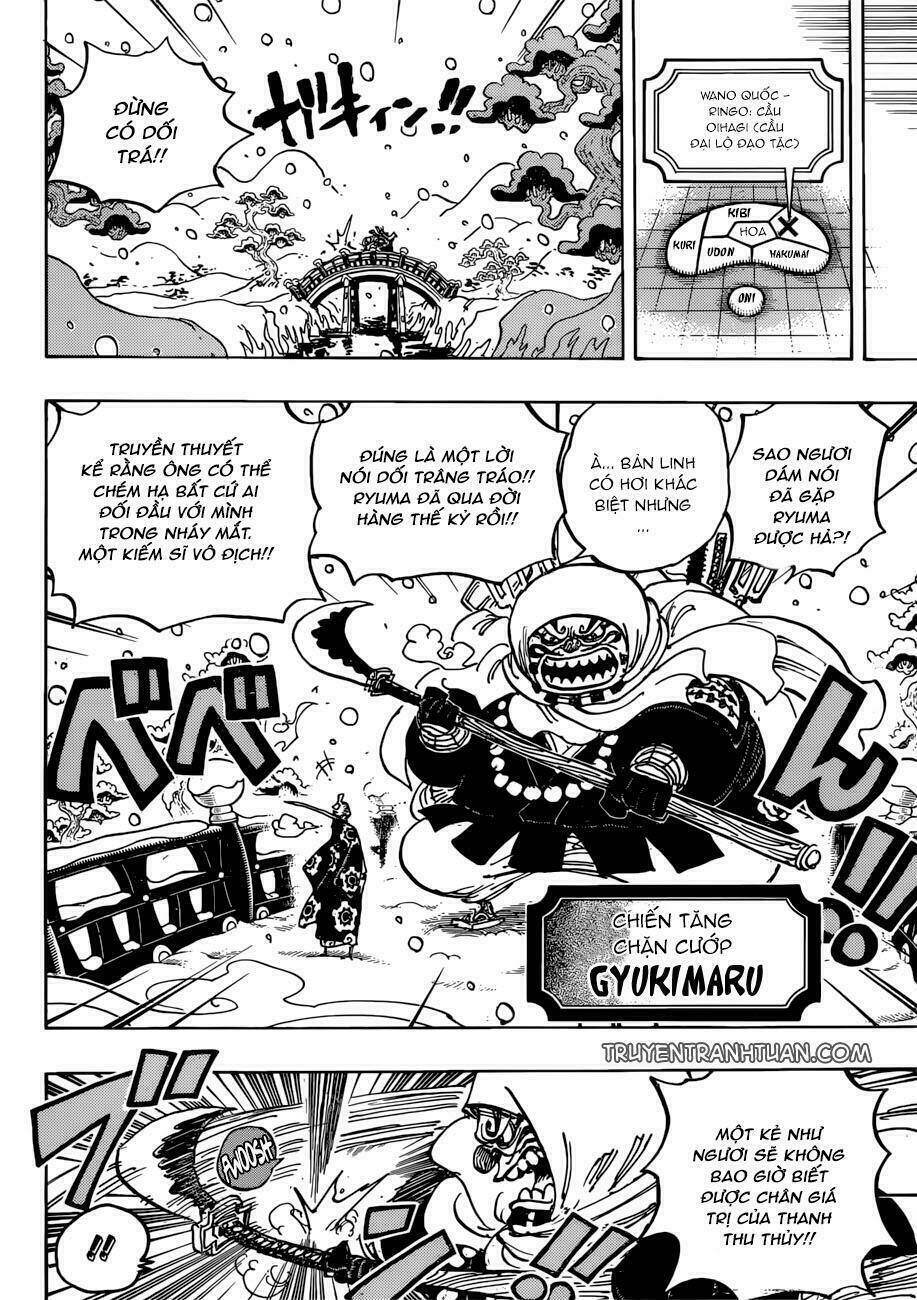 WANO QUỐC -
RINGO: CẦU
OIHAGI (CẦU
ĐẠI LỘ ĐẠO TẶC)
KIBI
HOA
KURI
UDON
HAKUMAI
ONI
ĐỪNG
CÓ DỐI
TRÁ!!
ガキィン!!
SAO NGƯƠI
DÁM NÓI
ĐÃ GẶP
RYUMA
ĐƯỢC HẢ?!
À... BẢN LINH
CÓ HƠI KHÁC
BIỆT NHƯNG
...
ĐÚNG LÀ MỘT LỜI
NÓI DỐI TRÂNG TRÁO!!
RYUMA ĐÃ QUA ĐỜI
HÀNG THẾ KỶ RỒI!!
TRUYỀN THUYẾT
KỂ RẰNG ÔNG CÓ THỂ
CHÉM HẠ BẤT CỨ AI
ĐỐI ĐẦU VỚI MÌNH
TRONG NHÁY MẮT.
MỘT KIẾM SĨ VÔ ĐỊCH!!
ベベん!!
CHIẾN TĂNG
CHẶN CƯỚP
GYUKIMARU
TRUYENTRANHTUAN.COM
MỘT KẺ NHƯ
NGƯƠI SẼ KHÔNG
BAO GIỜ BIẾT
ĐƯỢC CHÂN GIÁ
TRỊ CỦA THANH
THU THỦY!!
ブン!!
FWOOSH
!!